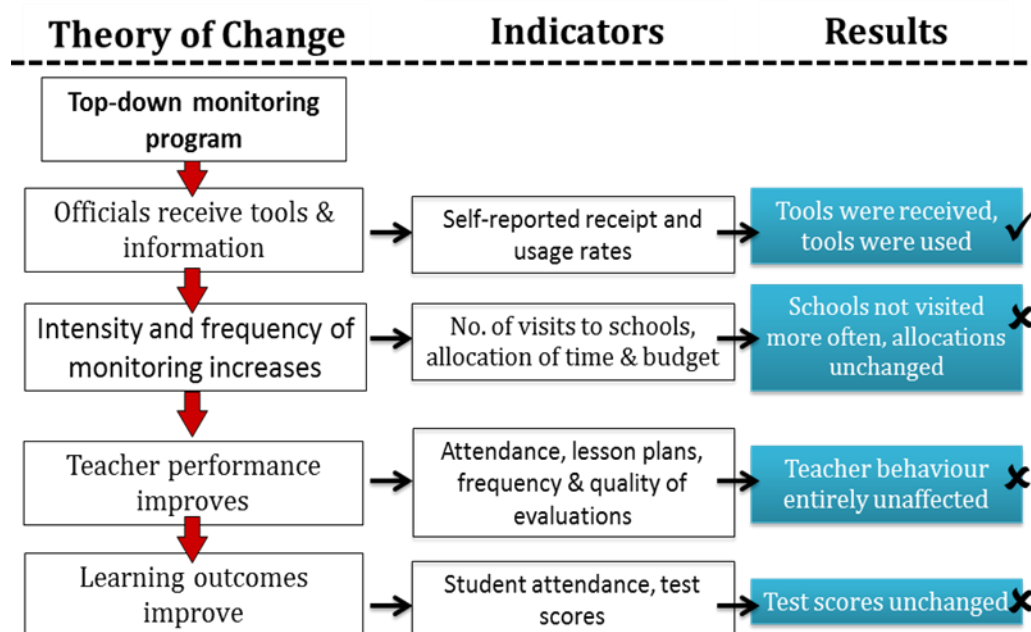 Theory of Change
Indicators
Results
Top-down monitoring
program
Officials receive tools &
information
Self-reported receipt and
usage rates
Tools were received,
tools were used
Intensity and frequency of
monitoring increases
No. of visits to schools,
allocation of time & budget
Schools not visited
more often, allocations
unchanged
Teacher performance
improves
Attendance, lesson plans,
frequency & quality of
evaluations
Teacher behaviour
entirely unaffected
Learning outcomes
improve
Student attendance, test
scores
Test scores unchanged